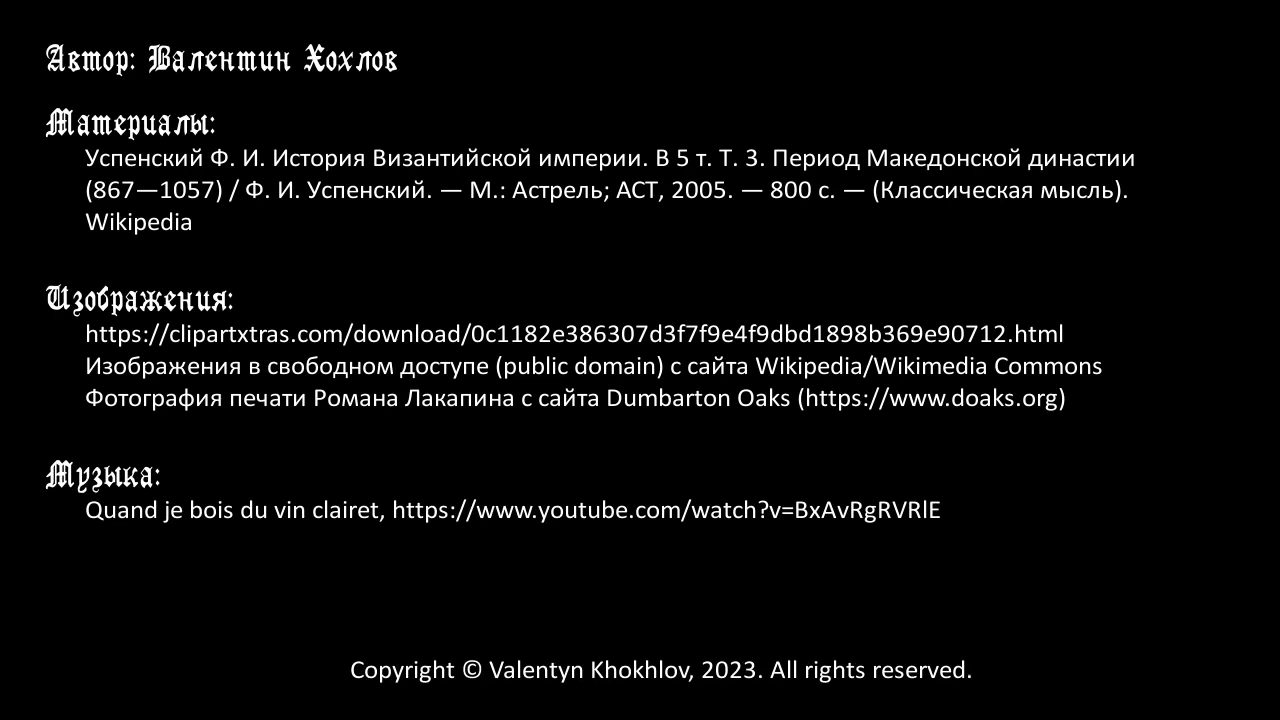 Автор: Валентин Хохлов
Материалы:
Успенский Ф. И. История Византийской империи. В 5 т. Т. 3. Период Македонской династии
(867—1057) / Ф. И. Успенский. — М.: Астрель; АСТ, 2005. — 800 с. — (Классическая мысль).
Wikipedia
Изображения:
https://clipartxtras.com/download/0c1182e386307d3f7f9e4f9dbd1898b369e90712.html
Изображения в свободном доступе (public domain) с сайта Wikipedia/Wikimedia Commons
Фотография печати Романа Лакапина с сайта Dumbarton Oaks (https://www.doaks.org)
Музыка:
Quand je bois du vin clairet, https://www.youtube.com/watch?v=BxAvRgRVRlE
Copyright © Valentyn Khokhlov, 2023. All rights reserved.